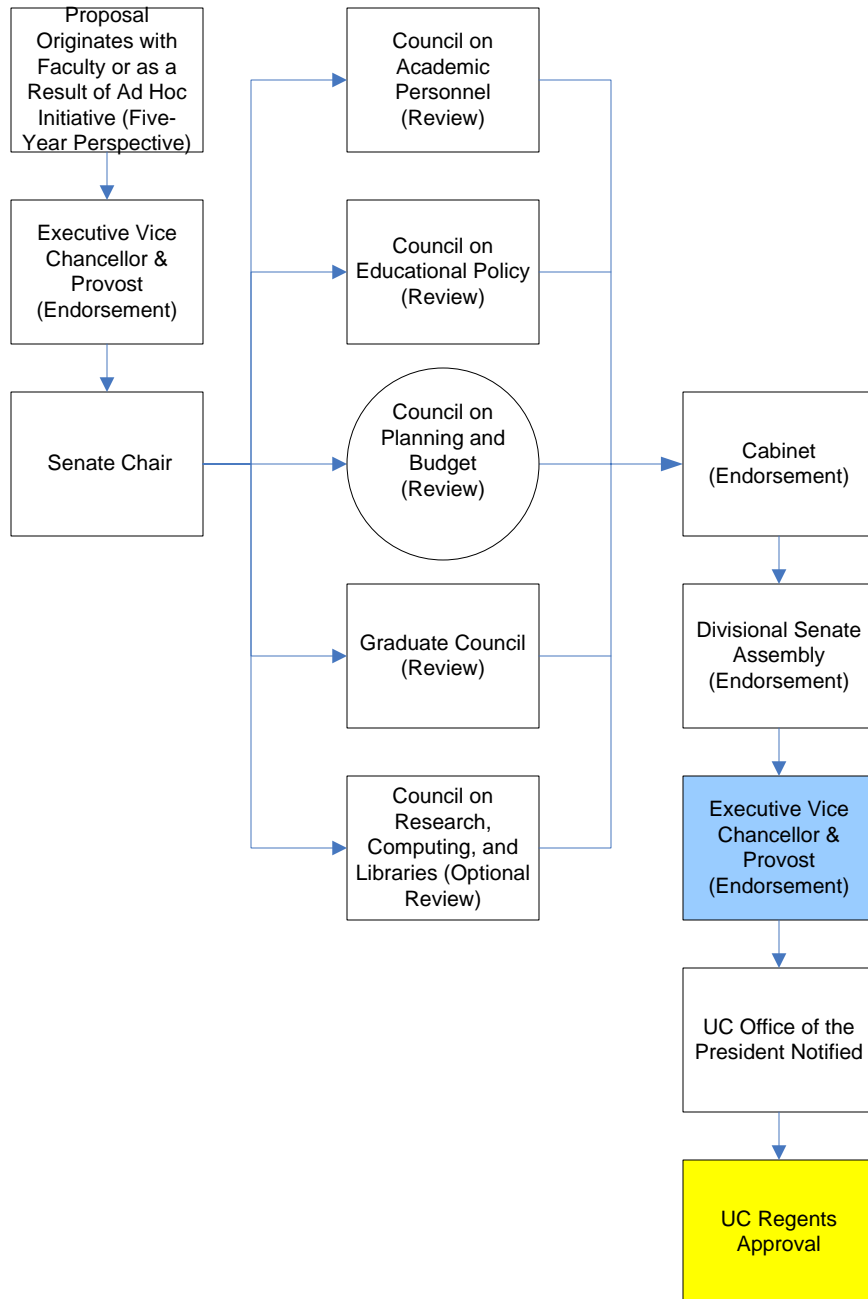 Proposal
Originates with
Faculty or as a
Result of Ad Hoc
Initiative (Five-
Year Perspective)
Executive Vice
Chancellor &
Provost
(Endorsement)
Senate Chair
Council on
Academic
Personnel
(Review)
Council on
Educational Policy
(Review)
Council on
Planning and
Budget
(Review)
Graduate Council
(Review)
Council on
Research,
Computing, and
Libraries (Optional
Review)
Cabinet
(Endorsement)
Divisional Senate
Assembly
(Endorsement)
Executive Vice
Chancellor &
Provost
(Endorsement)
UC Office of the
President Notified
UC Regents
Approval